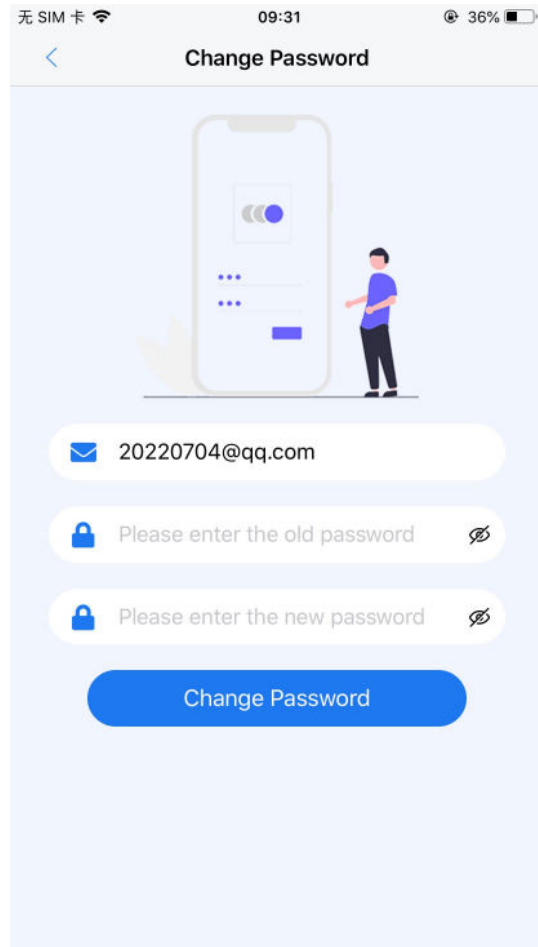 无 SIM 卡 09:31 36%
Change Password
20220704@qq.com
Please enter the old password
Please enter the new password
Change Password